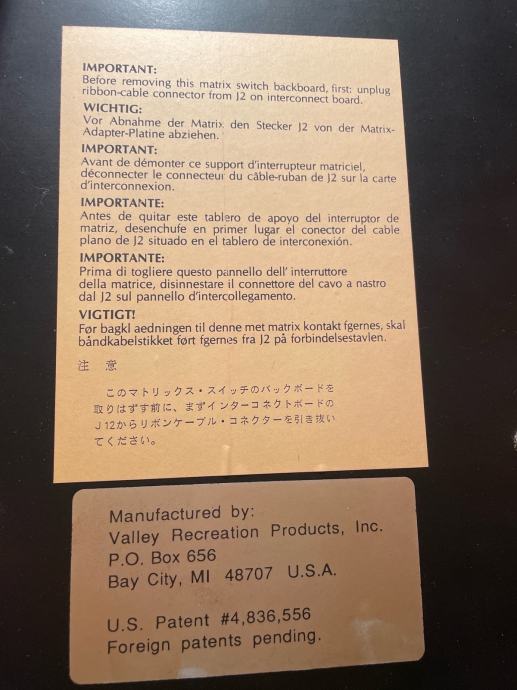 IMPORTANT:
Before removing this matrix switch backboard, first: unplug
ribbon-cable connector from J2 on interconnect board.
WICHTIG:
Vor Abnahme der Matrix den Stecker J2 von der Matrix-
Adapter-Platine abziehen.
IMPORTANT:
Avant de démonter ce support d'interrupteur matriciel,
déconnecter le connecteur du câble-ruban de J2 sur la carte
d'interconnexion.
IMPORTANTE:
Antes de quitar este tablero de apoyo del interruptor de
matriz, desenchufe en primer lugar el conector del cable
plano de J2 situado en el tablero de interconexión.
IMPORTANTE:
Prima di togliere questo pannello dell' interruttore
della matrice, disinnestare il connettore del cavo a nastro
dal J2 sul pannello d'intercollegamento.
VIGTIGT!
Før bagkl aedningen til denne met matrix kontakt fgernes, skal
båndkabelstikket ført fgernes fra J2 på forbindelsestavlen.
注 意
このマトリックス・スイッチのバックボードを
取りはずす前に、まずインターコネクトボードの
J12からリボンケーブル・コネクターを引き抜い
てください。
Manufactured by:
Valley Recreation Products, Inc.
P.O. Box 656
Bay City, MI 48707 U.S.A.
U.S. Patent #4,836,556
Foreign patents pending.